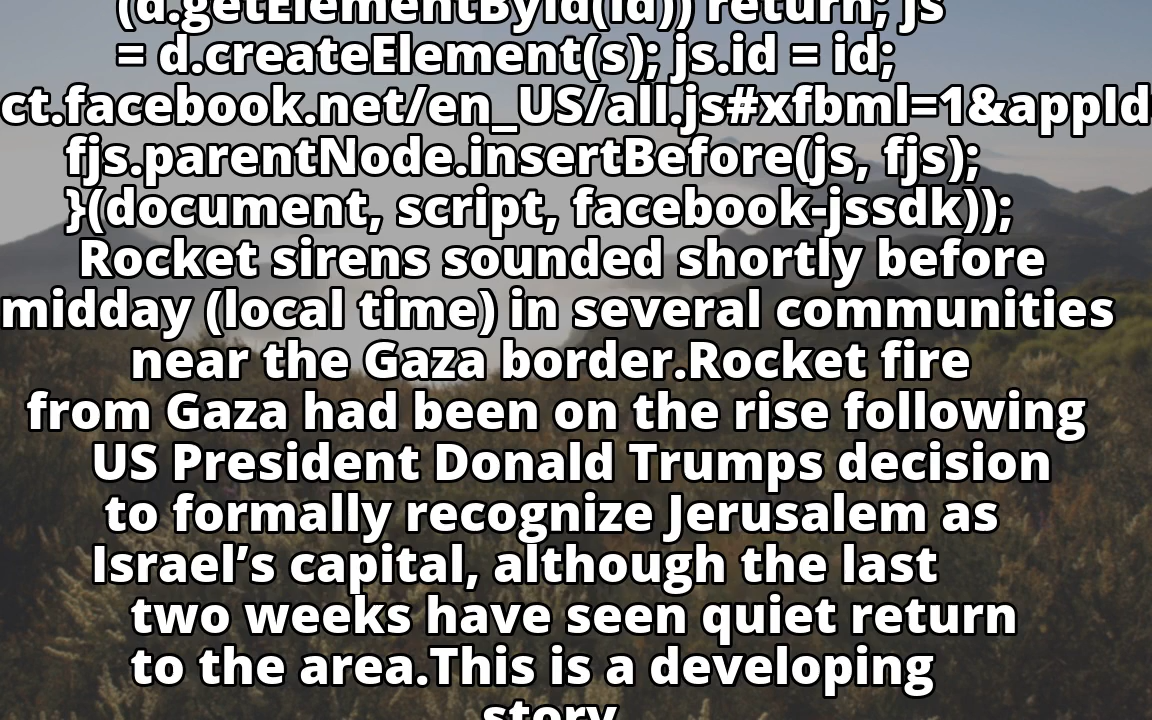 (d.getElementById(id)) return; js
= d.createElement(s); js.id = id;
ct.facebook.net/en_US/all.js#xfbml=1&appId
fjs.parentNode.insertBefore(js, fjs);
}(document, script, facebook-jssdk));
Rocket sirens sounded shortly before
midday (local time) in several communities
near the Gaza border.Rocket fire
from Gaza had been on the rise following
US President Donald Trumps decision
to formally recognize Jerusalem as
Israel’s capital, although the last
two weeks have seen quiet return
to the area.This is a developing
story